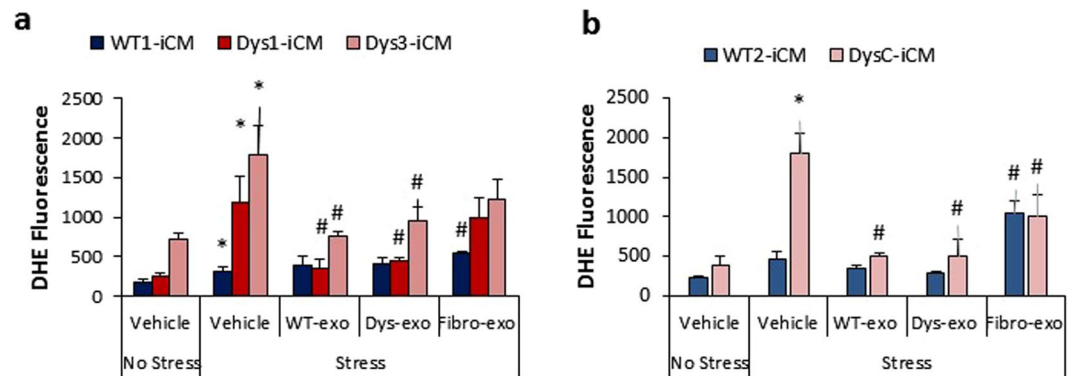 a
WT1-iCM Dys1-iCM Dys3-iCM
DHE Fluorescence
2500
2000
1500
1000
500
0
* * *
# #
# #
#
Vehicle Vehicle WT-exo Dys-exo Fibro-exo
No Stress Stress
b
WT2-iCM DysC-iCM
DHE Fluorescence
2500
2000
1500
1000
500
0
*
#
#
# #
Vehicle Vehicle WT-exo Dys-exo Fibro-exo
No Stress Stress